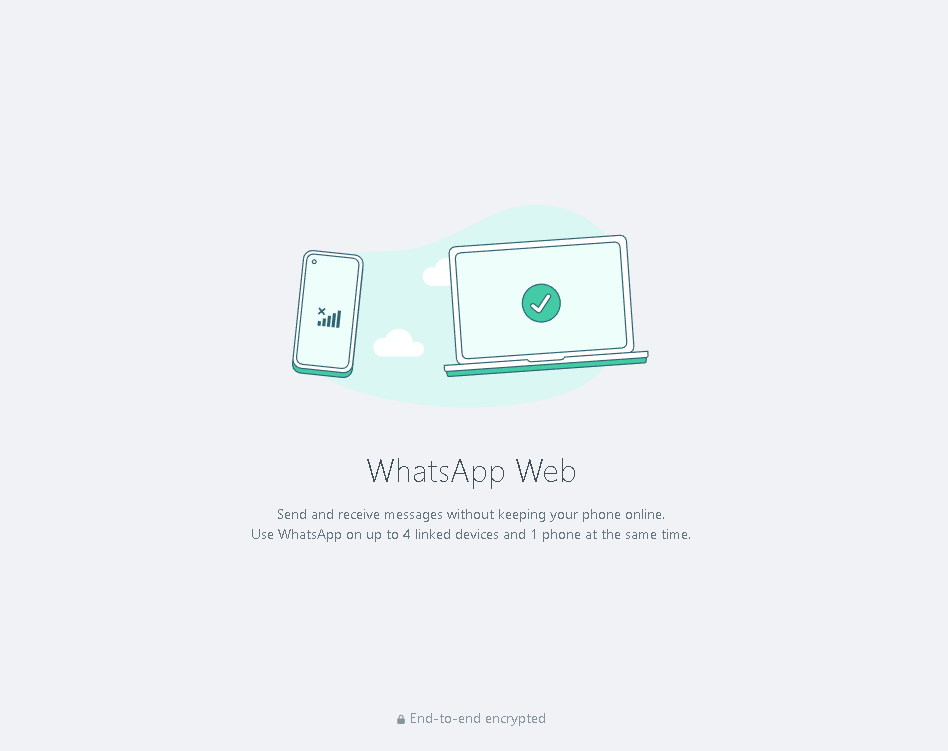 WhatsApp Web
Send and receive messages without keeping your phone online.
Use WhatsApp on up to 4 linked devices and 1 phone at the same time.
End-to-end encrypted